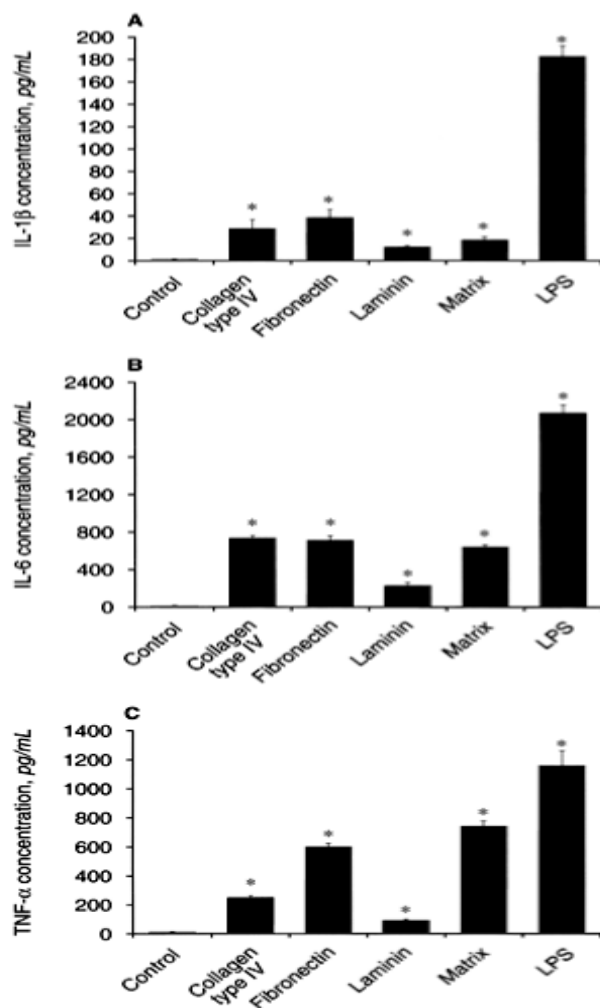 A
200
180
160
140
120
100
80
60
40
20
0
IL-1β concentration, pg/mL
* * * * *
Control
Collagen
type IV
Fibronectin
Laminin
Matrix
LPS
B
2400
2000
1600
1200
800
400
0
IL-6 concentration, pg/mL
* * * * *
Control
Collagen
type IV
Fibronectin
Laminin
Matrix
LPS
C
1400
1200
1000
800
600
400
200
0
TNF-α concentration, pg/mL
* * * * *
Control
Collagen
type IV
Fibronectin
Laminin
Matrix
LPS